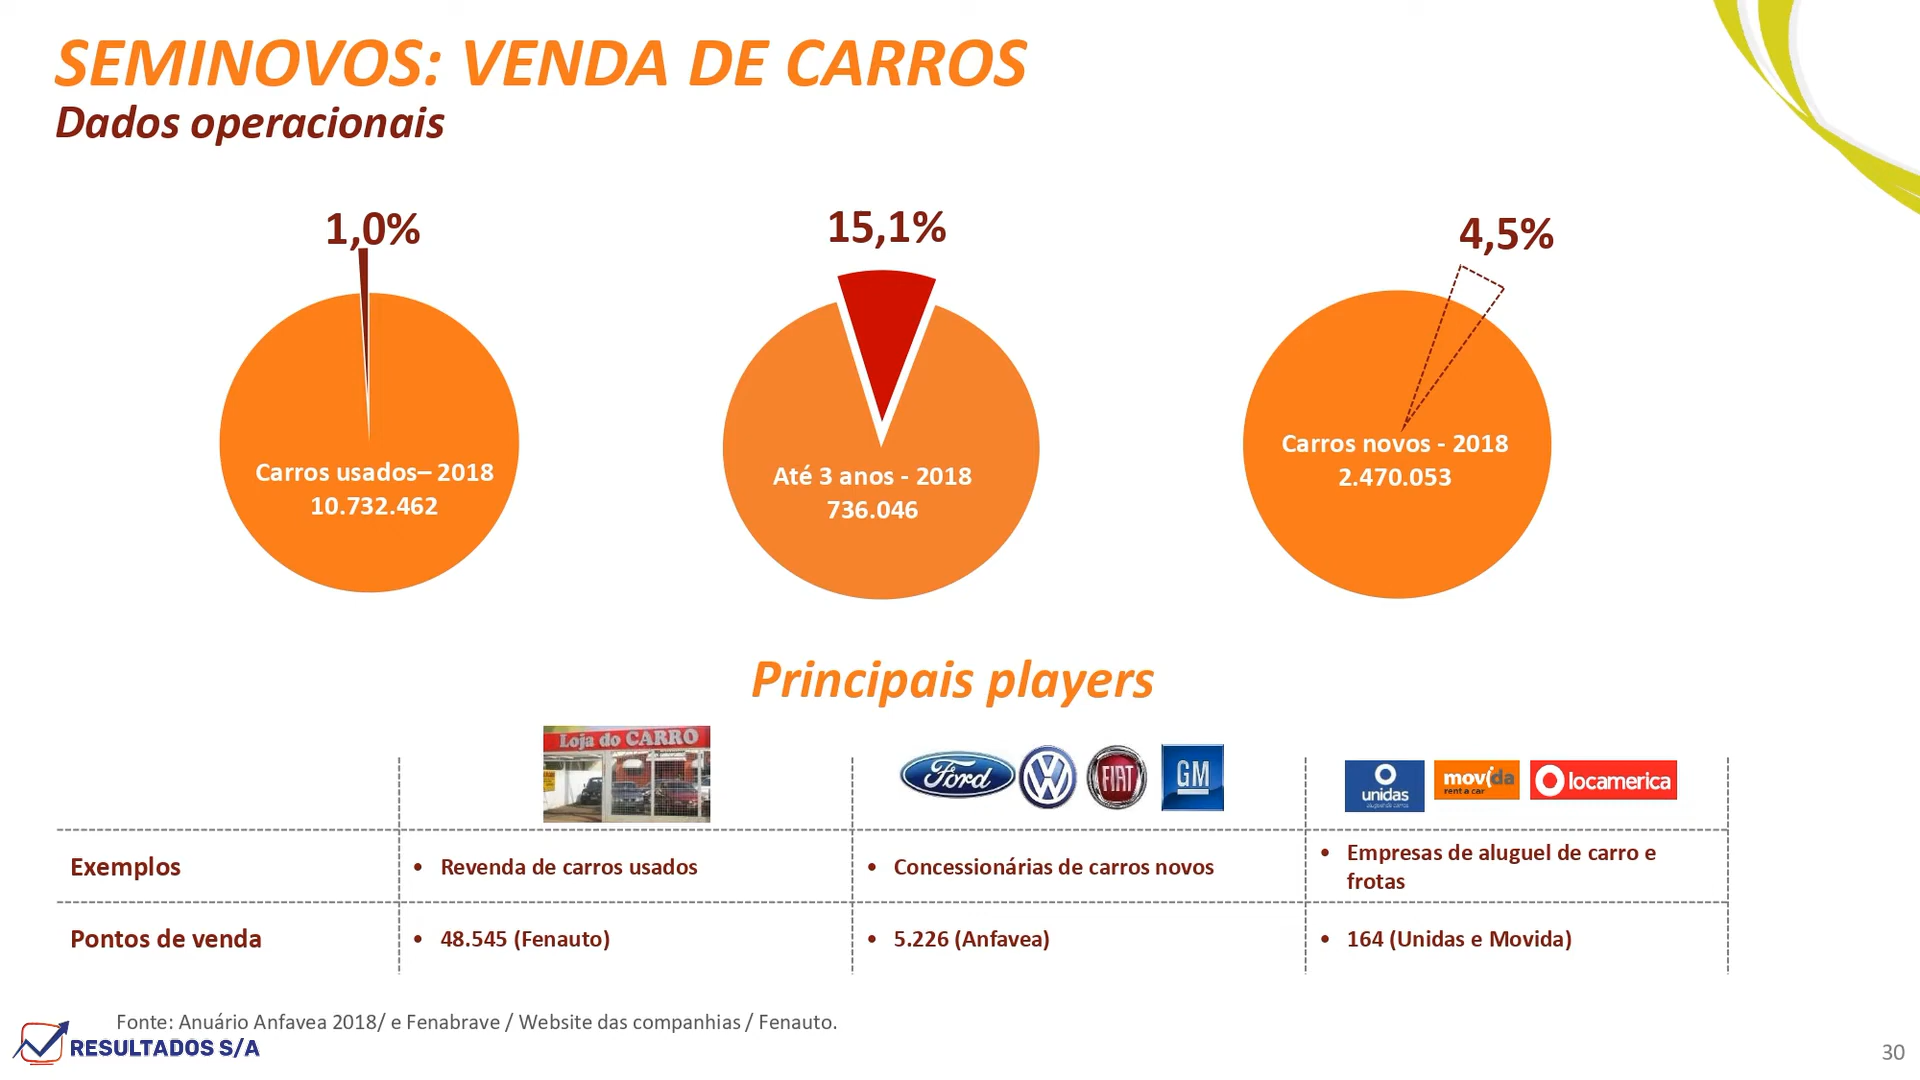 SEMINOVOS: VENDA DE CARROS
Dados operacionais
1,0%
15,1%
4,5%
Carros usados– 2018
10.732.462
Até 3 anos - 2018
736.046
Carros novos - 2018
2.470.053
Principais players
Loja do CARRO
Ford
VW
FIAT
GM
unidas
movida
rent a car
locamerica
Exemplos
• Revenda de carros usados
• Concessionárias de carros novos
• Empresas de aluguel de carro e
frotas
Pontos de venda
• 48.545 (Fenauto)
• 5.226 (Anfavea)
• 164 (Unidas e Movida)
Fonte: Anuário Anfavea 2018/ e Fenabrave / Website das companhias / Fenauto.
RESULTADOS S/A
30